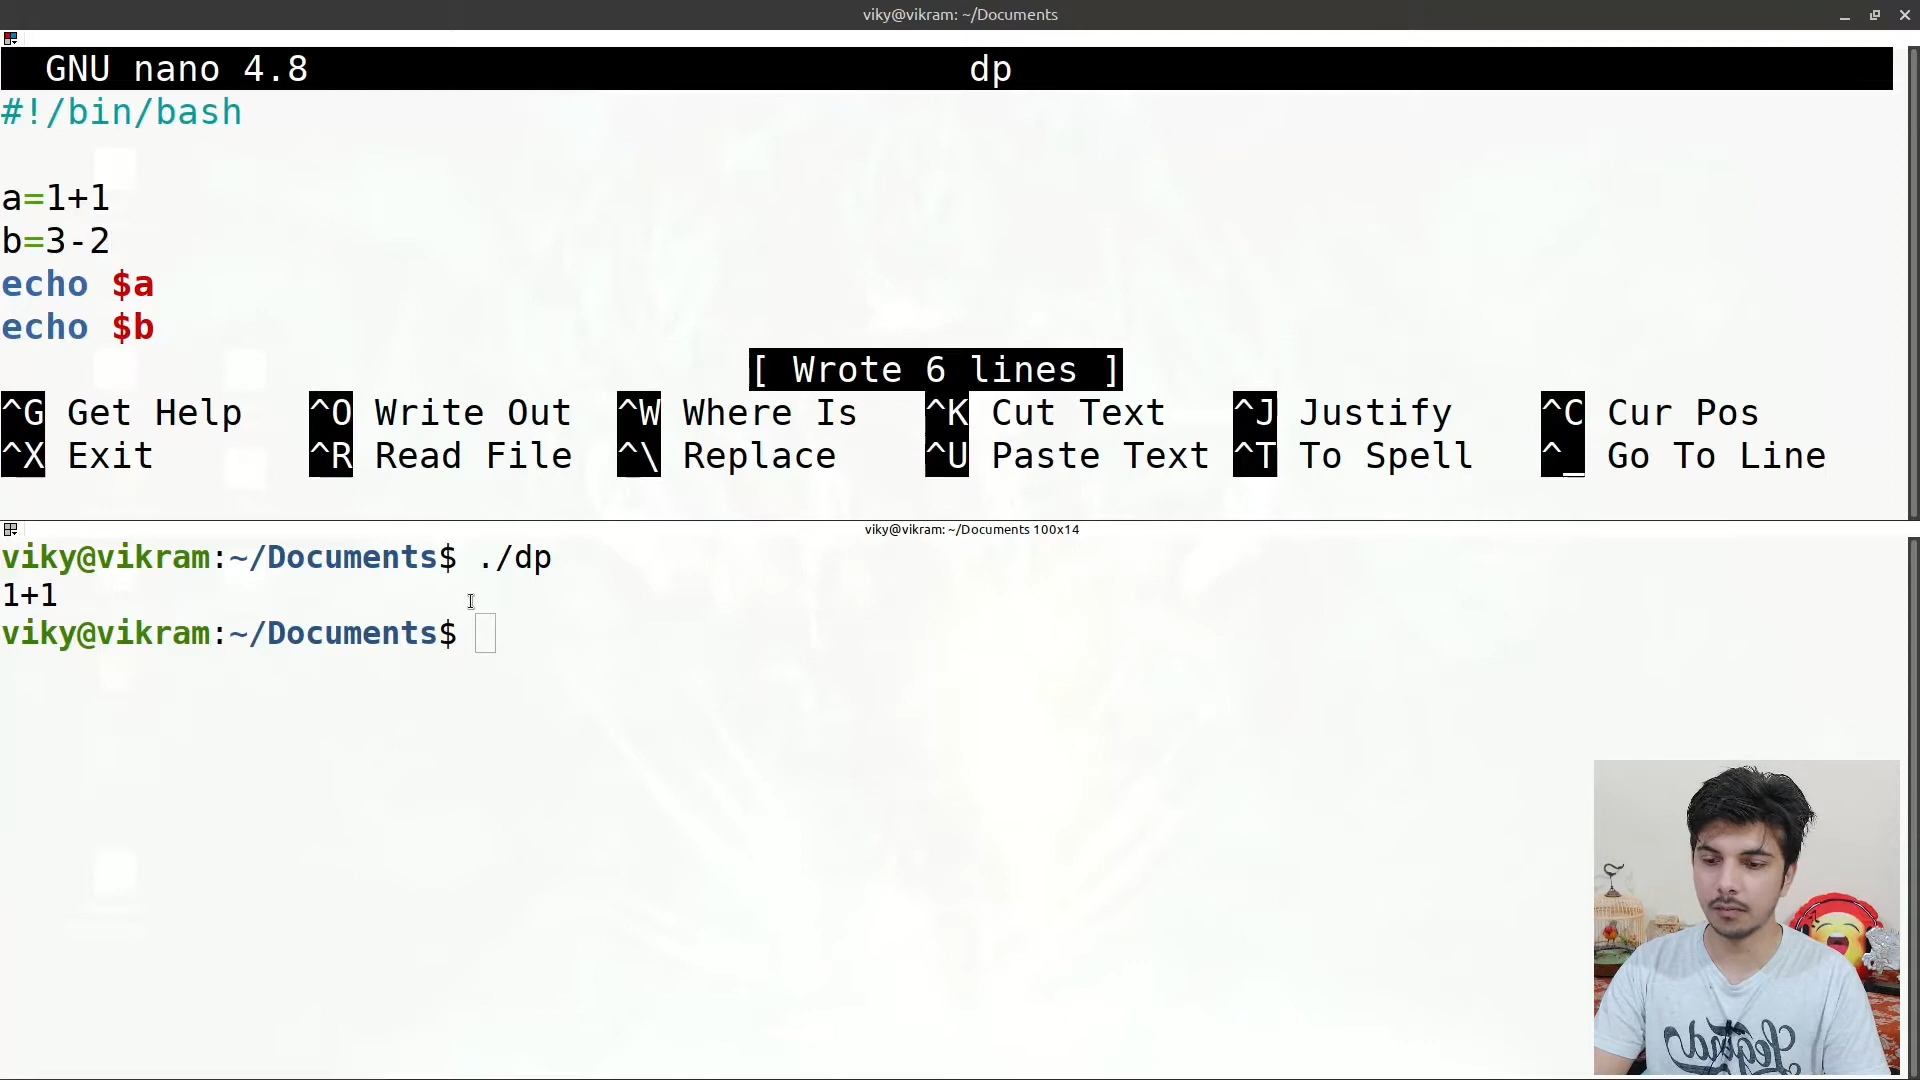 viky@vikram: ~/Documents
GNU nano 4.8 dp
#!/bin/bash
a=1+1
b=3-2
echo $a
echo $b
[ Wrote 6 lines ]
^G Get Help ^O Write Out ^W Where Is ^K Cut Text ^J Justify ^C Cur Pos
^X Exit ^R Read File ^\ Replace ^U Paste Text ^T To Spell ^_ Go To Line
viky@vikram: ~/Documents 100x14
viky@vikram:~/Documents$ ./dp
1+1
viky@vikram:~/Documents$
Legend